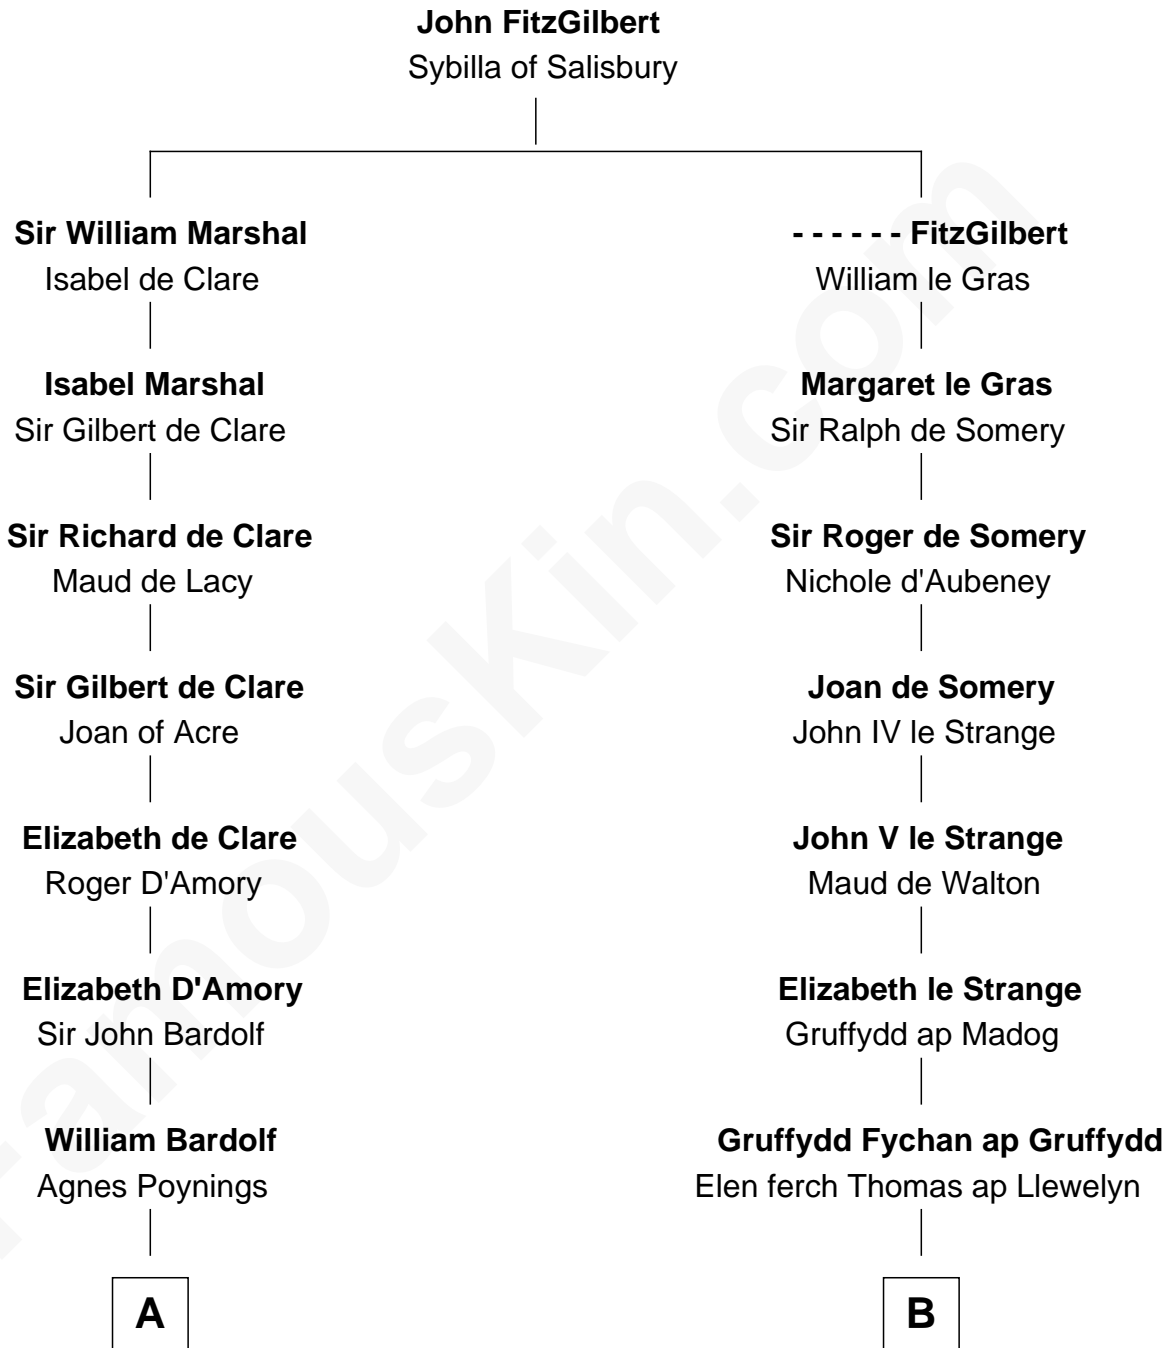 John FitzGilbert
Sybilla of Salisbury
Sir William Marshal
Isabel de Clare
- - - - - - FitzGilbert
William le Gras
Isabel Marshal
Sir Gilbert de Clare
Margaret le Gras
Sir Ralph de Somery
Sir Richard de Clare
Maud de Lacy
Sir Roger de Somery
Nichole d'Aubeney
Sir Gilbert de Clare
Joan of Acre
Joan de Somery
John IV le Strange
Elizabeth de Clare
Roger D'Amory
John V le Strange
Maud de Walton
Elizabeth D'Amory
Sir John Bardolf
Elizabeth le Strange
Gruffydd ap Madog
William Bardolf
Agnes Poynings
Gruffydd Fychan ap Gruffydd
Elen ferch Thomas ap Llewelyn
A
B
FamousKin.com